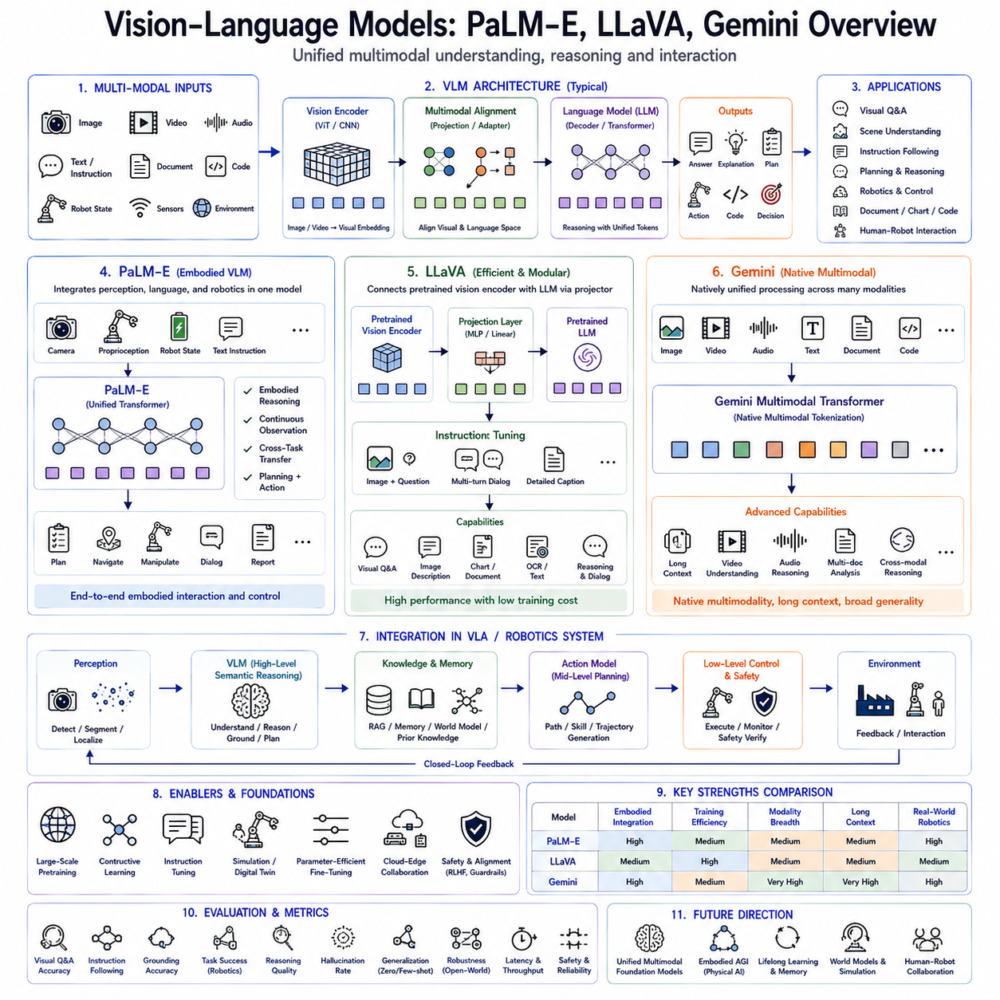 Vision-Language Models: PaLM-E, LLaVA, Gemini Overview
Unified multimodal understanding, reasoning and interaction
1. MULTI-MODAL INPUTS
Image
Video
Audio
Text /
Instruction
Document
Code
Robot State
Sensors
Environment
2. VLM ARCHITECTURE (Typical)
Vision Encoder
(ViT / CNN)
Image / Video → Visual Embedding
Multimodal Alignment
(Projection / Adapter)
Align Visual & Language Space
Language Model (LLM)
(Decoder / Transformer)
Reasoning with Unified Tokens
Outputs
Answer
Explanation
Plan
Action
Code
Decision
3. APPLICATIONS
Visual Q&A
Scene Understanding
Instruction Following
Planning & Reasoning
Robotics & Control
Document / Chart / Code
Human-Robot Interaction
4. PaLM-E (Embodied VLM)
Integrates perception, language, and robotics in one model
Camera
Proprioception
Robot State
Text Instruction
...
PaLM-E
(Unified Transformer)
Embodied
Reasoning
Continuous
Observation
Cross-Task
Transfer
Planning +
Action
Plan
Navigate
Manipulate
Dialog
Report
...
End-to-end embodied interaction and control
5. LLaVA (Efficient & Modular)
Connects pretrained vision encoder with LLM via projector
Pretrained
Vision Encoder
Projection Layer
(MLP / Linear)
Pretrained
LLM
Instruction: Tuning
Image + Question
Multi-turn Dialog
Detailed Caption
...
Capabilities
Visual Q&A
Image
Description
Chart /
Document
OCR /
Text
Reasoning
& Dialog
High performance with low training cost
6. Gemini (Native Multimodal)
Natively unified processing across many modalities
Image
Video
Audio
T
Text
Document
Code
...
Gemini Multimodal Transformer
(Native Multimodal Tokenization)
...
Advanced Capabilities
Long
Context
Video
Understanding
Audio
Reasoning
Multi-doc
Analysis
Cross-modal
Reasoning
...
Native multimodality, long context, broad generality
7. INTEGRATION IN VLA / ROBOTICS SYSTEM
Perception
Detect / Segment /
Localize
VLM (High-Level
Semantic Reasoning)
Understand / Reason /
Ground / Plan
Knowledge & Memory
RAG / Memory / World Model /
Prior Knowledge
Action Model
(Mid-Level Planning)
Path / Skill / Trajectory
Generation
Low-Level Control
& Safety
Execute / Monitor /
Safety Verify
Environment
Feedback / Interaction
Closed-Loop Feedback
8. ENABLERS & FOUNDATIONS
Large-Scale
Pretraining
Contructive
Learning
Instruction
Tuning
Simulation /
Digital Twin
Parameter-Efficient
Fine-Tuning
Cloud-Edge
Collaboration
Safety & Alignment
(RLHF, Guardrails)
9. KEY STRENGTHS COMPARISON
Model
Embodied
Integration
Training
Efficiency
Modality
Breadth
Long
Context
Real-World
Robotics
PaLM-E High Medium Medium Medium High
LLaVA Medium High Medium Medium Medium
Gemini High Medium Very High Very High High
10. EVALUATION & METRICS
Visual Q&A
Accuracy
Instruction
Following
Grounding
Accuracy
Task Success
(Robotics)
Reasoning
Quality
Hallucination
Rate
Generalization
(Zero/Few-shot)
Robustness
(Open-World)
Latency &
Throughput
Safety &
Reliability
11. FUTURE DIRECTION
Unified Multimodal
Foundation Models
Embodied AGI
(Physical AI)
Lifelong Learning
& Memory
World Models &
Simulation
Human-Robot
Collaboration